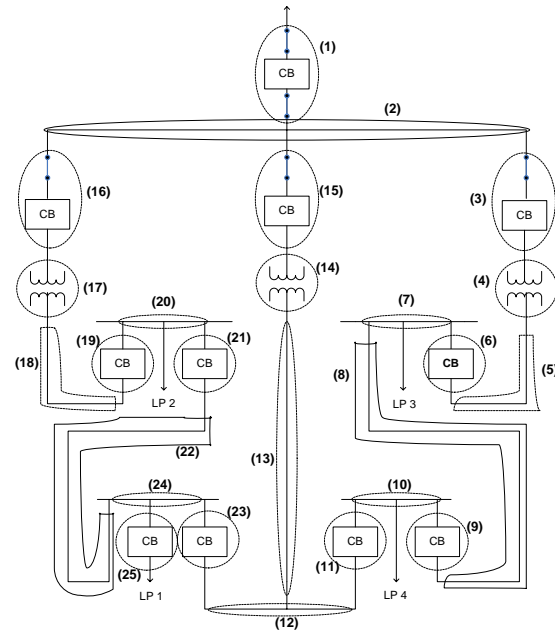 (1)
CB
(2)
(16)
(15)
(3)
CB
CB
CB
(14)
(17)
(4)
(20)
(7)
(18)
(19)
(21)
(6)
CB
CB
CB
(8)
(5)
LP 2
LP 3
(22)
(13)
(24)
(10)
(23)
(9)
CB
CB
CB
CB
(25)
(11)
LP 1
LP 4
(12)